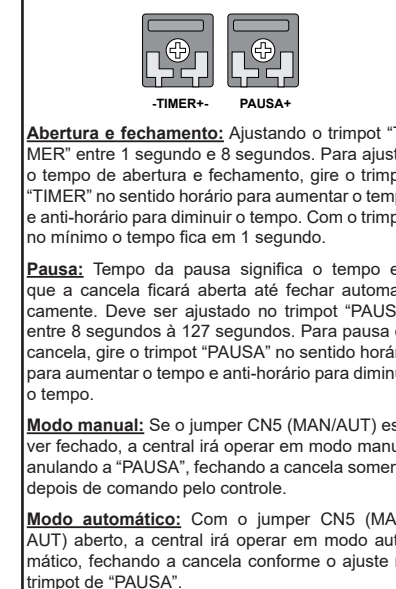 -TIMER+- PAUSA+
Abertura e fechamento: Ajustando o trimpot “T
MER” entre 1 segundo e 8 segundos. Para ajust
o tempo de abertura e fechamento, gire o trimp
“TIMER” no sentido horário para aumentar o temp
e anti-horário para diminuir o tempo. Com o trimp
no mínimo o tempo fica em 1 segundo.
Pausa: Tempo da pausa significa o tempo e
que a cancela ficará aberta até fechar automa
camente. Deve ser ajustado no trimpot “PAUS
entre 8 segundos à 127 segundos. Para pausa
cancela, gire o trimpot “PAUSA” no sentido horá
para aumentar o tempo e anti-horário para diminu
o tempo.
Modo manual: Se o jumper CN5 (MAN/AUT) es
ver fechado, a central irá operar em modo manu
anulando a “PAUSA”, fechando a cancela somen
depois de comando pelo controle.
Modo automático: Com o jumper CN5 (MA
AUT) aberto, a central irá operar em modo aut
mático, fechando a cancela conforme o ajuste
trimpot de “PAUSA”.